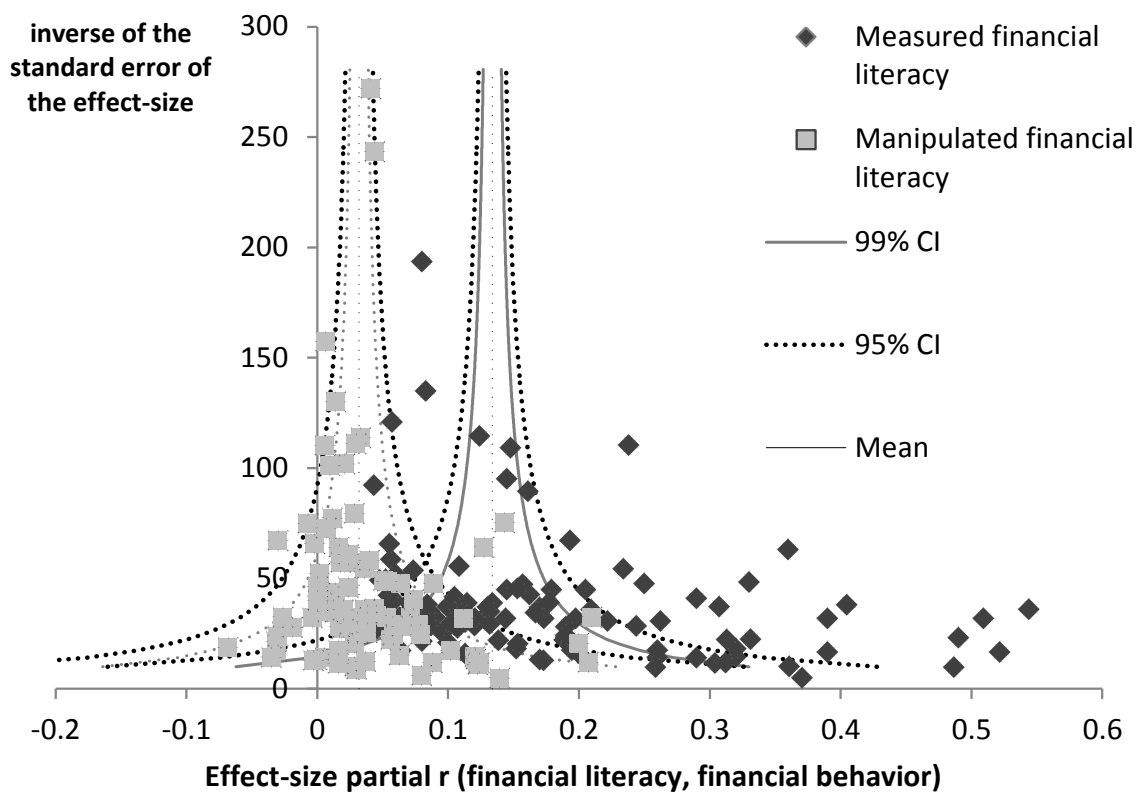 inverse of the
standard error of
the effect-size
300
250
200
150
100
50
0
-0.2
-0.1
0
0.1
0.2
0.3
0.4
0.5
0.6
Effect-size partial r (financial literacy, financial behavior)
Measured financial
literacy
Manipulated financial
literacy
99% CI
95% CI
Mean